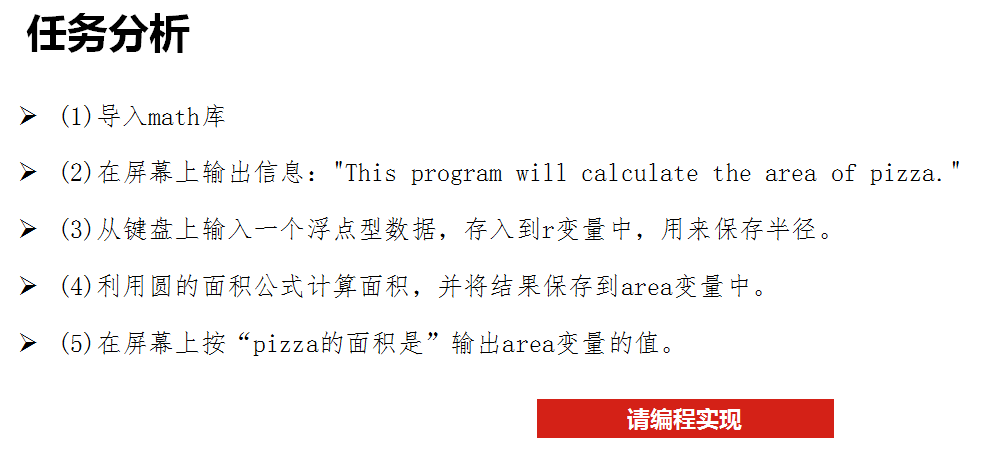 任务分析
➢ (1)导入math库
➢ (2)在屏幕上输出信息："This program will calculate the area of pizza."
➢ (3)从键盘上输入一个浮点型数据，存入到r变量中，用来保存半径。
➢ (4)利用圆的面积公式计算面积，并将结果保存到area变量中。
➢ (5)在屏幕上按“pizza的面积是”输出area变量的值。
请编程实现